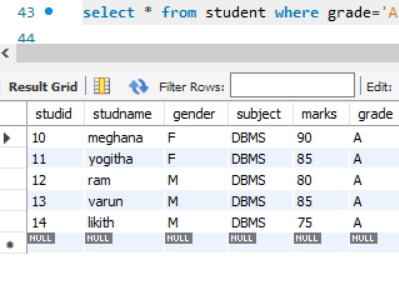 43 select * from student where grade='A
44
Result Grid Filter Rows: Edit:
studid studname gender subject marks grade
10 meghana F DBMS 90 A
11 yogitha F DBMS 85 A
12 ram M DBMS 80 A
13 varun M DBMS 85 A
14 likith M DBMS 75 A
NULL NULL NULL NULL NULL NULL